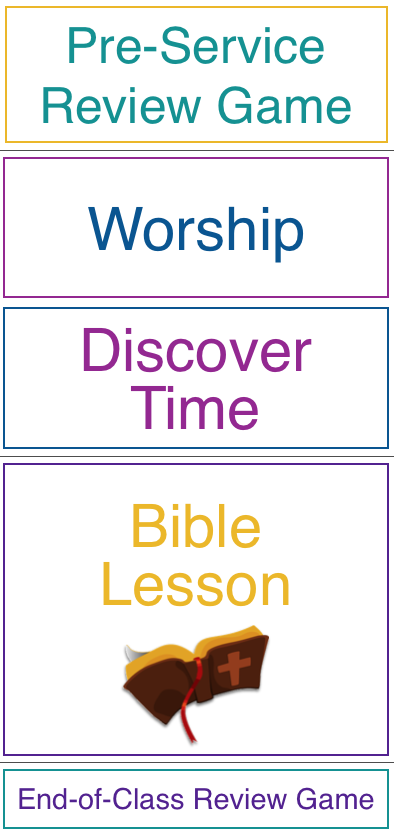 Pre-Service
Review Game
Worship
Discover
Time
Bible
Lesson
End-of-Class Review Game